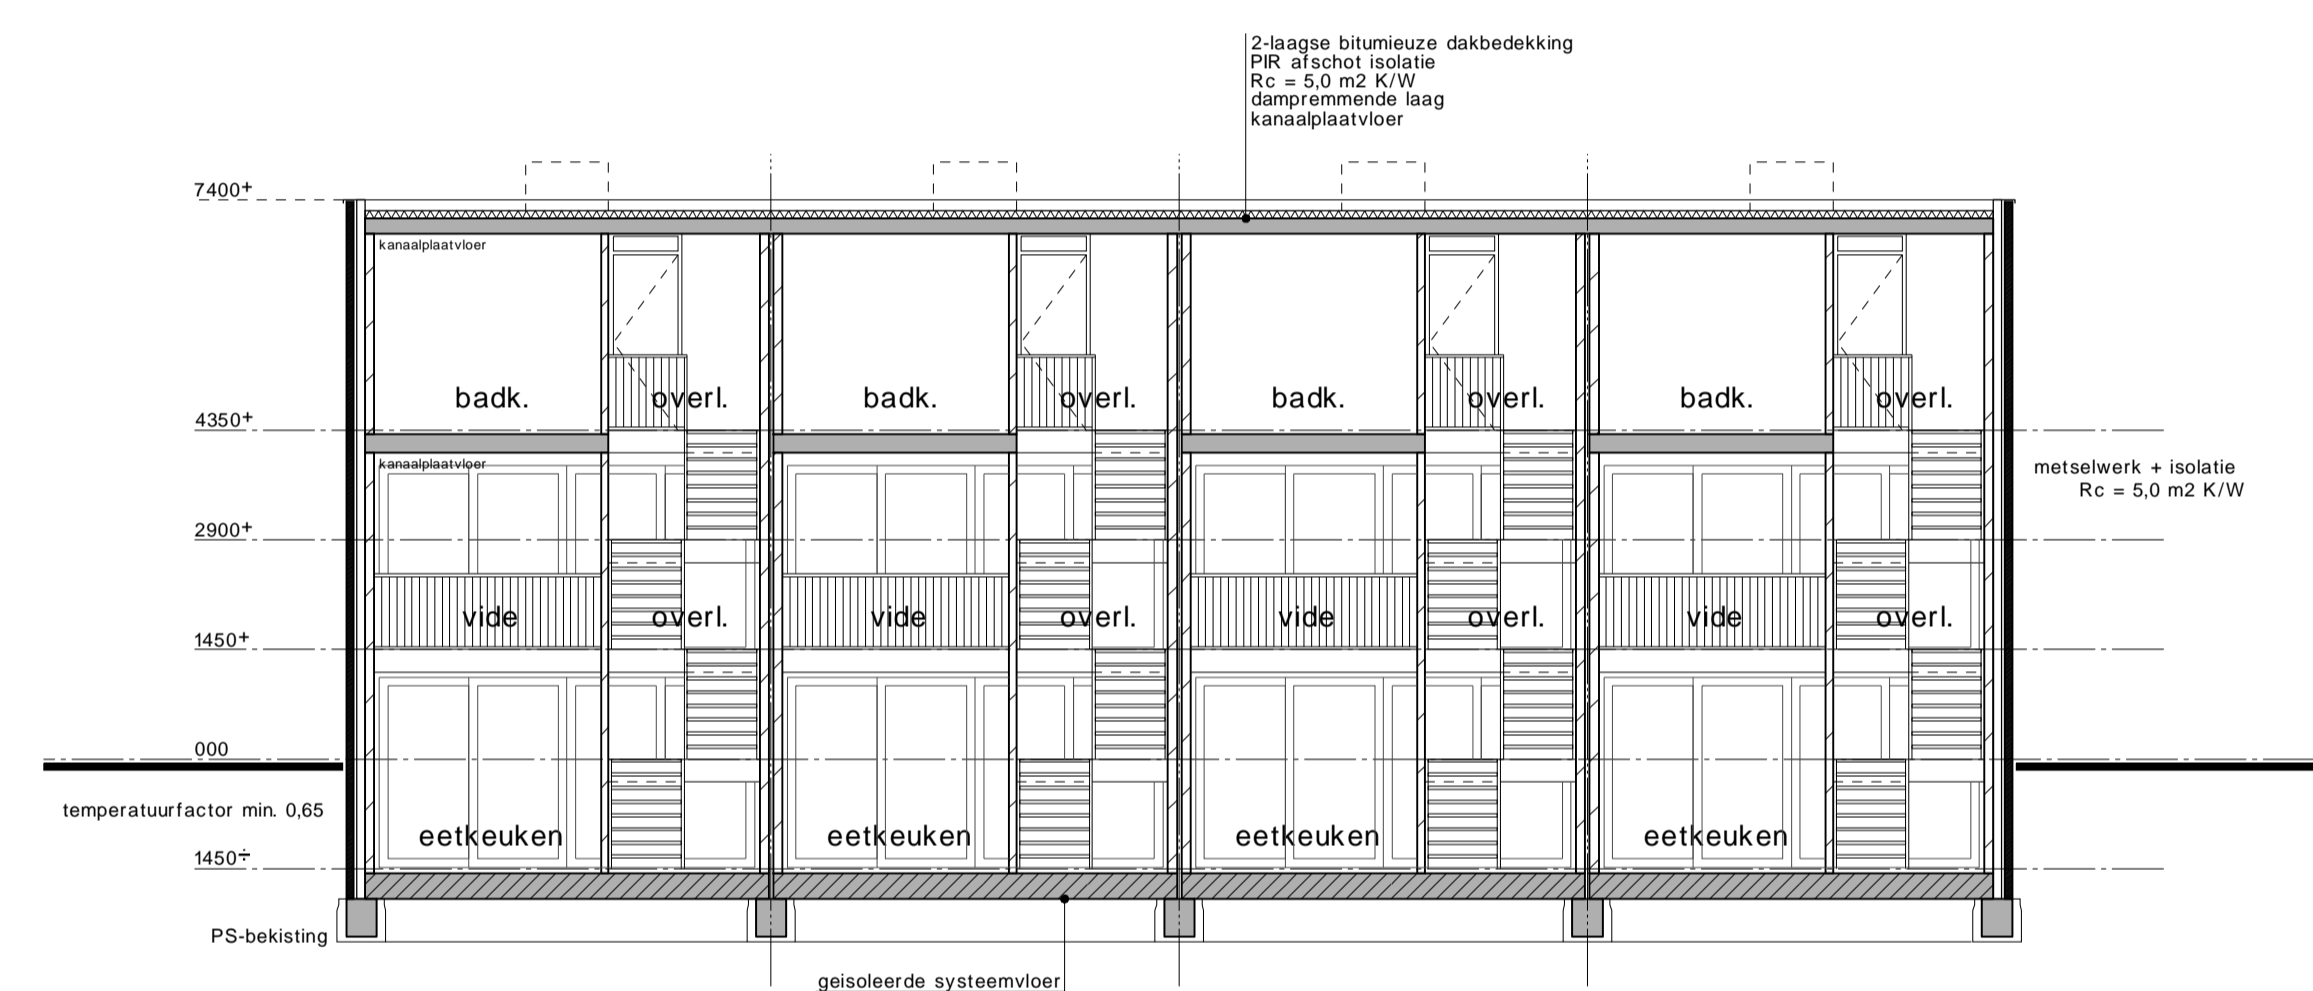 2-laagse bitumieuze dakbedekking
PIR afschot isolatie
Rc = 5,0 m2 K/W
dampremmende laag
kanaalplaatvloer
7400+
kanaalplaatvloer
badk. overl. badk. overl. badk. overl. badk. overl.
4350+
kanaalplaatvloer
metselwerk + isolatie
Rc = 5,0 m2 K/W
2900+
vide overl. vide overl. vide overl. vide overl.
1450+
000
temperatuurfactor min. 0,65
eetkeuken eetkeuken eetkeuken eetkeuken
1450÷
PS-bekisting
geisoleerde systeemvloer